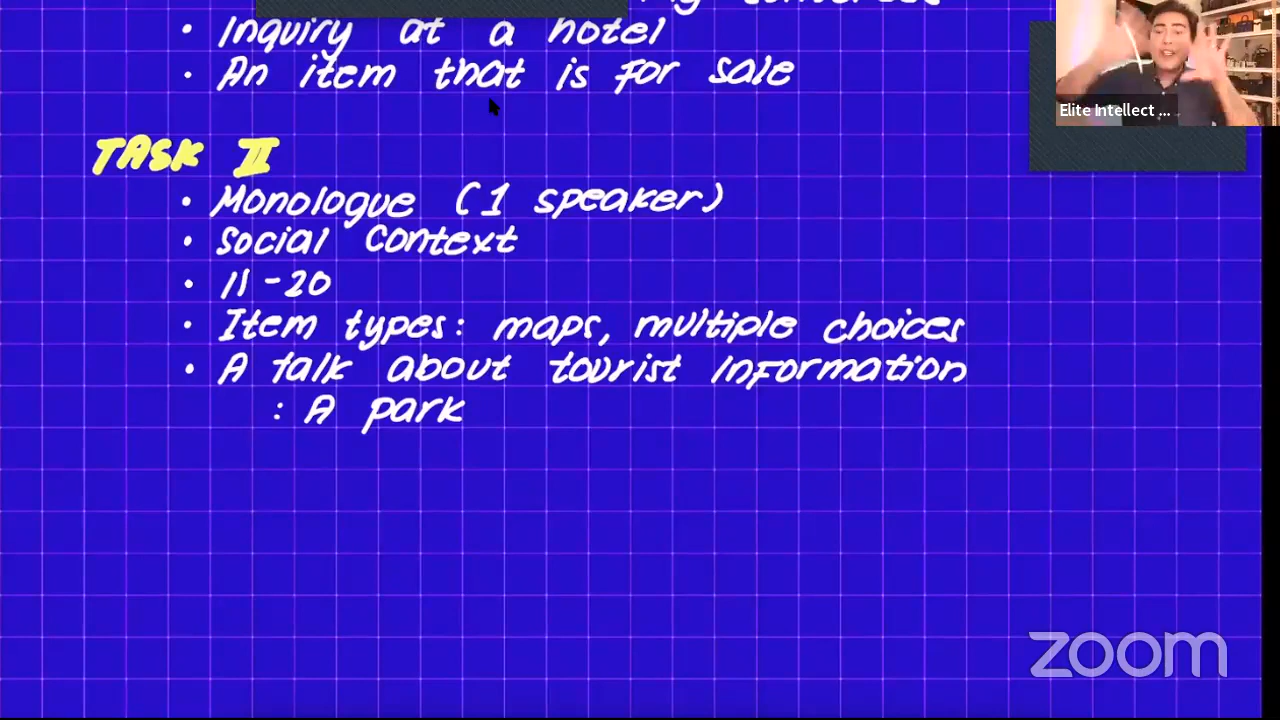 • Inquiry at a hotel
• An item that is for sale
Elite Intellect ...
TASK II
• Monologue (1 speaker)
• Social Context
• 11-20
• Item types: maps, multiple choices
• A talk about tourist information
: A park
zoom